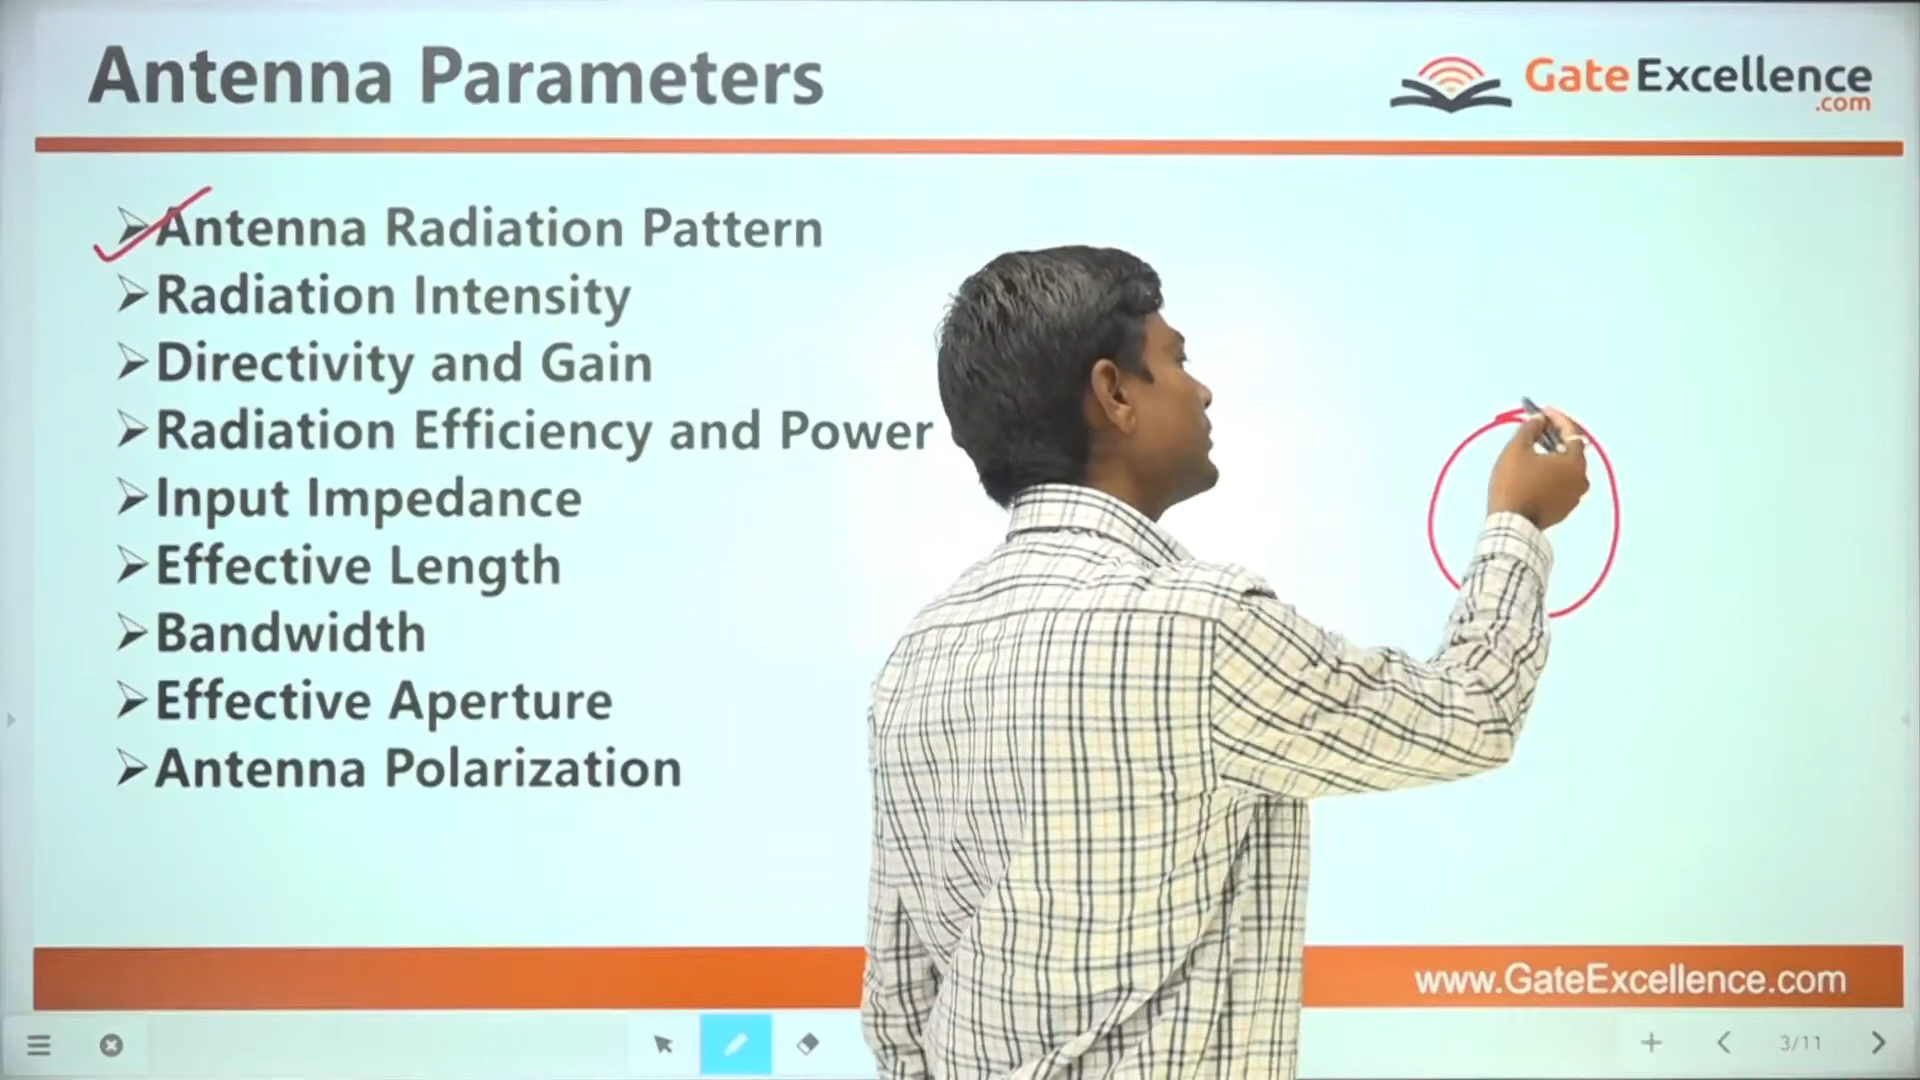 Antenna Parameters
GateExcellence
.com
Antenna Radiation Pattern
Radiation Intensity
Directivity and Gain
Radiation Efficiency and Power
Input Impedance
Effective Length
Bandwidth
Effective Aperture
Antenna Polarization
www.GateExcellence.com
3/11